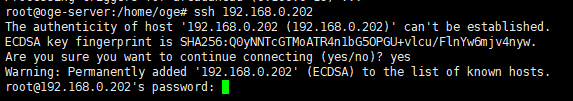 root@oge-server:/home/oge# ssh 192.168.0.202
The authenticity of host '192.168.0.202 (192.168.0.202)' can't be established.
ECDSA key fingerprint is SHA256:Q0yNNTcGTMoATR4n1bG5OPGU+vlcu/FlnYw6mjv4nyw.
Are you sure you want to continue connecting (yes/no)? yes
Warning: Permanently added '192.168.0.202' (ECDSA) to the list of known hosts.
root@192.168.0.202's password: